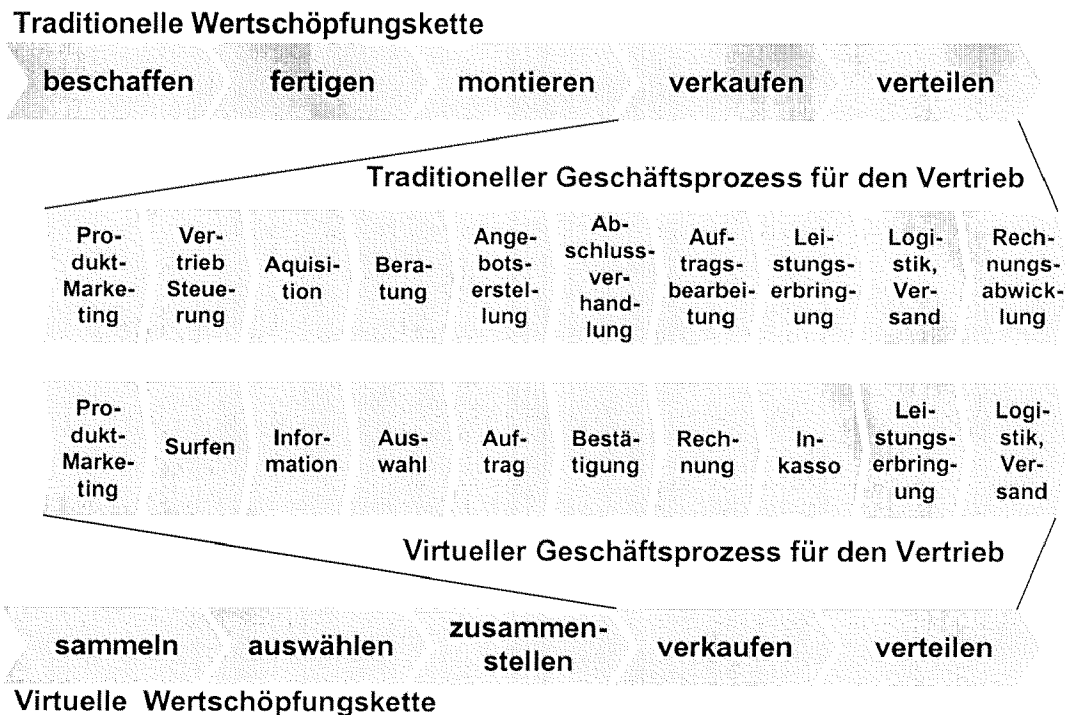 Traditionelle Wertschöpfungskette
beschaffen fertigen montieren verkaufen verteilen
Traditioneller Geschäftsprozess für den Vertrieb
Pro-
dukt-
Marke-
ting
Ver-
trieb
Steue-
rung
Aquisi-
tion
Bera-
tung
Ange-
bots-
erstel-
lung
Ab-
schluss-
ver-
hand-
lung
Auf-
trags-
bearbei-
tung
Lei-
stungs-
erbring-
ung
Logi-
stik,
Ver-
sand
Rech-
nungs-
abwick-
lung
Pro-
dukt-
Marke-
ting
Surfen
Infor-
mation
Aus-
wahl
Auf-
trag
Bestä-
tigung
Rech-
nung
In-
kasso
Lei-
stungs-
erbring-
ung
Logi-
stik,
Ver-
sand
Virtueller Geschäftsprozess für den Vertrieb
sammeln
auswählen
zusammen-
stellen
verkaufen
verteilen
Virtuelle Wertschöpfungskette